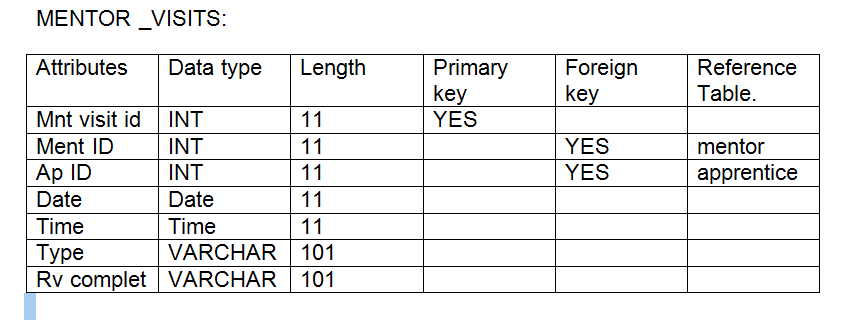 MENTOR _VISITS:
Attributes Data type Length Primary key Foreign key Reference Table.
Mnt visit id INT 11 YES
Ment ID INT 11 YES mentor
Ap ID INT 11 YES apprentice
Date Date 11
Time Time 11
Type VARCHAR 101
Rv complet VARCHAR 101